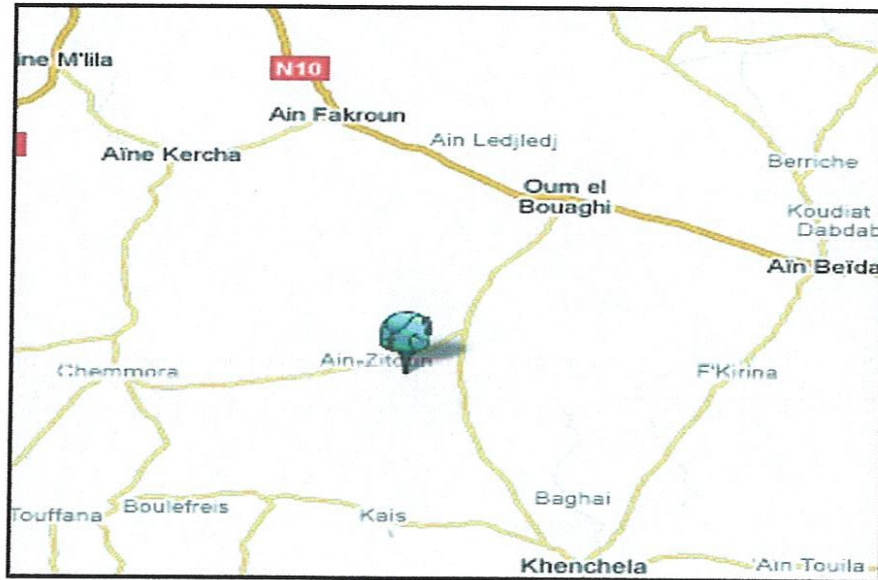 ine M'lila
N10
Ain Fakroun
Aïne Kercha
Ain Ledjledj
Berriche
Oum el
Bouaghi
Koudiat
Dabdab
Aïn Beïda
Ain-Zitoun
Chemmora
F'Kirina
Touffana
Boulefreis
Kais
Baghai
Khenchela
'Ain Touila